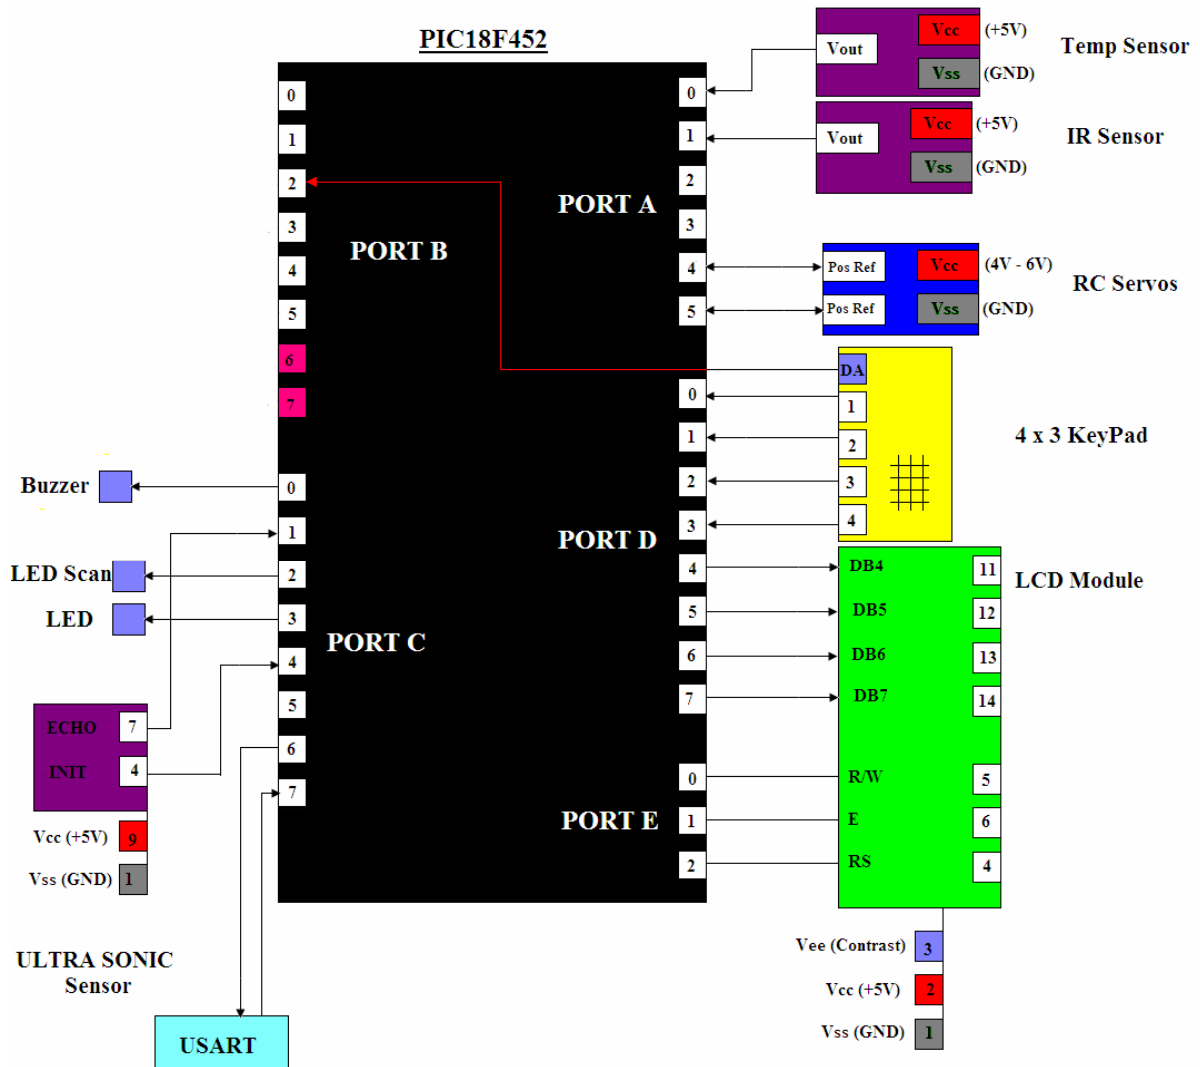 PIC18F452
0
1
2
3
4
5
6
7
PORT B
0
1
2
3
4
5
6
7
PORT C
0
1
2
3
4
5
PORT A
0
1
2
3
4
5
6
7
PORT D
0
1
2
PORT E
Vout
Vcc (+5V)
Vss (GND)
Temp Sensor
Vout
Vcc (+5V)
Vss (GND)
IR Sensor
Pos Ref
Vcc (4V - 6V)
Pos Ref
Vss (GND)
RC Servos
DA
1
2
3
4
4 x 3 KeyPad
DB4 11
DB5 12
DB6 13
DB7 14
R/W 5
E 6
RS 4
LCD Module
Vee (Contrast) 3
Vcc (+5V) 2
Vss (GND) 1
Buzzer
LED Scan
LED
ECHO 7
INIT 4
Vcc (+5V) 9
Vss (GND) 1
ULTRA SONIC
Sensor
USART